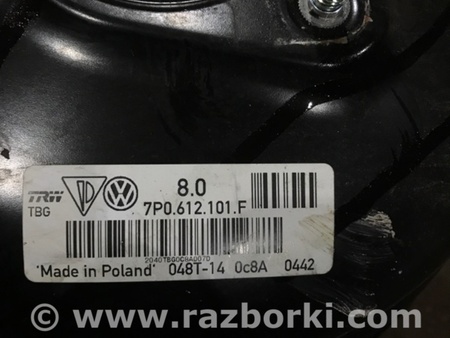 8.0
TRW
TBG
7P0.612.101.F
'Made in Poland' 048T-14 0c8A 0442
www.razborki.com